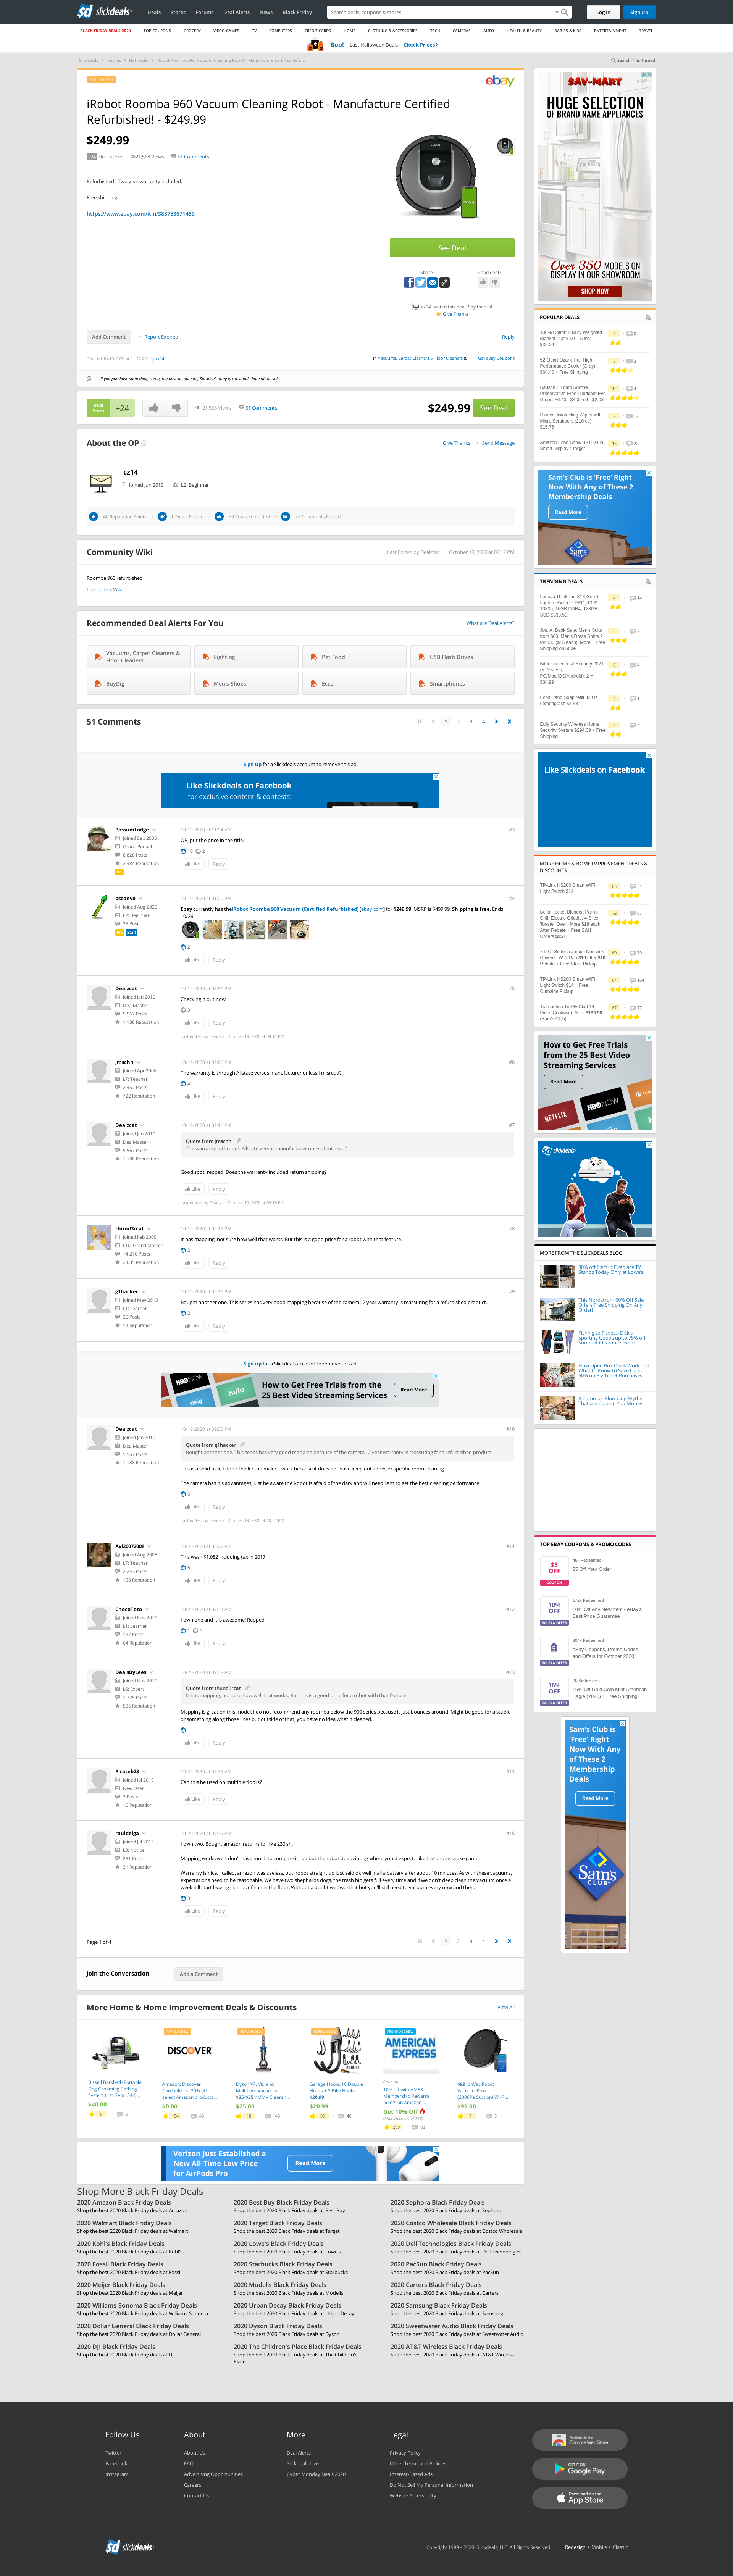 slickdeals
Deals Stores Forums Deal Alerts News Black Friday
Search deals, coupons & stores
Log In Sign Up
BLACK FRIDAY DEALS 2020 TOP COUPONS GROCERY VIDEO GAMES TV COMPUTERS CREDIT CARDS HOME CLOTHING & ACCESSORIES TECH CAMERAS AUTO HEALTH & BEAUTY BABIES & KIDS ENTERTAINMENT TRAVEL
Boo! Last Halloween Deals Check Prices ›
Search This Thread
ebay
iRobot Roomba 960 Vacuum Cleaning Robot - Manufacture Certified
Refurbished! - $249.99
$249.99
+24 Deal Score 21,568 Views 51 Comments
Refurbished - Two year warranty included.
Free shipping.
https://www.ebay.com/itm/383753671459
See Deal
Share Good deal?
cz14 posted this deal. Say thanks!
Give Thanks
Add Comment Report Expired Reply
Created 10-19-2020 at 11:22 AM by cz14
in Vacuums, Carpet Cleaners & Floor Cleaners (8) Get eBay Coupons
If you purchase something through a post on our site, Slickdeals may get a small share of the sale.
Deal Score +24 21,568 Views 51 Comments $249.99 See Deal
About the OP Give Thanks Send Message
cz14
Joined Jun 2019 L2: Beginner
46 Reputation Points 0 Deals Posted 39 Votes Submitted 73 Comments Posted
Community Wiki Last Edited by Dealzcat October 19, 2020 at 09:12 PM
Roomba 960 refurbished
Link to this Wiki
Recommended Deal Alerts For You What are Deal Alerts?
Vacuums, Carpet Cleaners & Floor Cleaners Lighting Pet Food USB Flash Drives
BuyDig Men's Shoes Ecco Smartphones
51 Comments 1 2 3 4
Sign up for a Slickdeals account to remove this ad.
Like Slickdeals on Facebook
for exclusive content & contests!
PossumLodge 10-19-2020 at 11:24 AM #3
Joined Sep 2005
Grand Poobah
8,828 Posts
2,484 Reputation
Pro
OP, put the price in the title.
10 2
Like Reply
psconvo 10-19-2020 at 01:20 PM #4
Joined Aug 2020
L2: Beginner
25 Posts
Pro Staff
Ebay currently has the iRobot Roomba 960 Vacuum (Certified Refurbished) [ebay.com] for $249.99. MSRP is $499.99. Shipping is Free. Ends
10/26.
2
Like Reply
Dealzcat 10-19-2020 at 08:51 PM #5
Joined Jan 2010
DealMaster
5,567 Posts
1,188 Reputation
Checking it out now
3
Like Reply
Last edited by Dealzcat October 19, 2020 at 09:11 PM.
jmschn 10-19-2020 at 09:06 PM #6
Joined Apr 2006
L7: Teacher
2,457 Posts
722 Reputation
The warranty is through Allstate versus manufacturer unless I misread?
4
Like Reply
Dealzcat 10-19-2020 at 09:11 PM #7
Joined Jan 2010
DealMaster
5,567 Posts
1,188 Reputation
Quote from jmschn
The warranty is through Allstate versus manufacturer unless I misread?
Good spot, repped. Does the warranty included return shipping?
Like Reply
Last edited by Dealzcat October 19, 2020 at 09:13 PM.
thund3rcat 10-19-2020 at 09:17 PM #8
Joined Feb 2005
L10: Grand Master
14,276 Posts
2,035 Reputation
It has mapping, not sure how well that works. But this is a good price for a robot with that feature.
2
Like Reply
g1hacker 10-19-2020 at 09:31 PM #9
Joined May 2013
L1: Learner
20 Posts
14 Reputation
Bought another one. This series has very good mapping because of the camera.. 2 year warranty is reassuring for a refurbished product.
2
Like Reply
Sign up for a Slickdeals account to remove this ad.
How to Get Free Trials from the
25 Best Video Streaming Services
Read More
Dealzcat 10-19-2020 at 09:35 PM #10
Joined Jan 2010
DealMaster
5,567 Posts
1,188 Reputation
Quote from g1hacker
Bought another one. This series has very good mapping because of the camera.. 2 year warranty is reassuring for a refurbished product.
This is a solid pick, I don't think I can make it work because it does not have keep out zones or specific room cleaning.
The camera has it's advantages, just be aware the Robot is afraid of the dark and will need light to get the best cleaning performance.
6
Like Reply
Last edited by Dealzcat October 19, 2020 at 10:51 PM.
Avi20072008 10-20-2020 at 06:27 AM #11
Joined Aug 2008
L7: Teacher
2,247 Posts
138 Reputation
This was ~$1,082 including tax in 2017.
6
Like Reply
ChocoToto 10-20-2020 at 07:34 AM #12
Joined Nov 2011
L1: Learner
127 Posts
64 Reputation
I own one and it is awesome! Repped
1 1
Like Reply
DealsByLees 10-20-2020 at 07:38 AM #13
Joined Nov 2011
L6: Expert
1,725 Posts
536 Reputation
Quote from thund3rcat
It has mapping, not sure how well that works. But this is a good price for a robot with that feature.
Mapping is great on this model. I do not recommend any roomba below the 900 series because it just bounces around. Might be good for a studio
or something along those lines but outside of that, you have no idea what it cleaned.
1
Like Reply
Pirateb23 10-20-2020 at 07:39 AM #14
Joined Jul 2019
New User
2 Posts
10 Reputation
Can this be used on multiple floors?
Like Reply
rauldelga 10-20-2020 at 07:39 AM #15
Joined Jul 2015
L3: Novice
251 Posts
31 Reputation
I own two, Bought amazon returns for like 230ish.
Mapping works well, don't have much to compare it too but the robot does zip zag where you'd expect. Like the phone snake game.
Warranty is nice. I called, amazon was useless, but irobot straight up just said ok well mail a battery after about 10 minutes. As with these vacuums,
expectations need to be reasonable. We have two shepherds dogs, the trash bin gets full every time and if we don't deep clean the vacuum once a
week it'll start leaving clumps of hair in the floor. Without a dog it works well with it but you'll still need to vacuum every now and then.
3
Like Reply
Page 1 of 4 1 2 3 4
Join the Conversation Add a Comment
More Home & Home Improvement Deals & Discounts View All
Bissell Barkbath Portable
Dog Grooming Bathing
System (1st Gen/1844)...
$40.00
6 3
DISCOVER
Amazon: Discover
Cardholders: 20% off
select Amazon products...
$0.00
154 49
Dyson V7, V8, and
Multifloor Vacuums
$25-$35 YMMV Clearan...
$25.00
18 143
Garage Hooks,10 Double
Hooks + 2 Bike Hooks
$20.99
$20.99
40 46
AMERICAN EXPRESS
Amazon
10% off with AMEX
Membership Rewards
points on Amazon...
Get 10% Off
299 98
$99 ionVac Robot
Vacuum, Powerful
(2000Pa Suction) Wi-Fi...
$99.00
7 5
Verizon Just Established a
New All-Time Low Price
for AirPods Pro
Read More
Shop More Black Friday Deals
2020 Amazon Black Friday Deals
Shop the best 2020 Black Friday deals at Amazon
2020 Best Buy Black Friday Deals
Shop the best 2020 Black Friday deals at Best Buy
2020 Sephora Black Friday Deals
Shop the best 2020 Black Friday deals at Sephora
2020 Walmart Black Friday Deals
Shop the best 2020 Black Friday deals at Walmart
2020 Target Black Friday Deals
Shop the best 2020 Black Friday deals at Target
2020 Costco Wholesale Black Friday Deals
Shop the best 2020 Black Friday deals at Costco Wholesale
2020 Kohl's Black Friday Deals
Shop the best 2020 Black Friday deals at Kohl's
2020 Lowe's Black Friday Deals
Shop the best 2020 Black Friday deals at Lowe's
2020 Dell Technologies Black Friday Deals
Shop the best 2020 Black Friday deals at Dell Technologies
2020 Fossil Black Friday Deals
Shop the best 2020 Black Friday deals at Fossil
2020 Starbucks Black Friday Deals
Shop the best 2020 Black Friday deals at Starbucks
2020 PacSun Black Friday Deals
Shop the best 2020 Black Friday deals at PacSun
2020 Meijer Black Friday Deals
Shop the best 2020 Black Friday deals at Meijer
2020 Modells Black Friday Deals
Shop the best 2020 Black Friday deals at Modells
2020 Carters Black Friday Deals
Shop the best 2020 Black Friday deals at Carters
2020 Williams-Sonoma Black Friday Deals
Shop the best 2020 Black Friday deals at Williams-Sonoma
2020 Urban Decay Black Friday Deals
Shop the best 2020 Black Friday deals at Urban Decay
2020 Samsung Black Friday Deals
Shop the best 2020 Black Friday deals at Samsung
2020 Dollar General Black Friday Deals
Shop the best 2020 Black Friday deals at Dollar General
2020 Dyson Black Friday Deals
Shop the best 2020 Black Friday deals at Dyson
2020 Sweetwater Audio Black Friday Deals
Shop the best 2020 Black Friday deals at Sweetwater Audio
2020 DJI Black Friday Deals
Shop the best 2020 Black Friday deals at DJI
2020 The Children's Place Black Friday Deals
Shop the best 2020 Black Friday deals at The Children's
Place
2020 AT&T Wireless Black Friday Deals
Shop the best 2020 Black Friday deals at AT&T Wireless
SAV-MART
HUGE SELECTION
OF BRAND NAME
APPLIANCES!
Over 350 MODELS
ON DISPLAY IN OUR SHOWROOM
SHOP NOW
POPULAR DEALS
100% Cotton Luxury Weighted
Blanket (40" x 60",15 lbs)
$32.29
52-Quart Ozark Trail High-
Performance Cooler (Gray)
$64.40 + Free Shipping
Bausch + Lomb Soothe
Preservative-Free Lubricant Eye
Drops, $6.40 - $4.00 off - $2.08
Clorox Disinfecting Wipes with
Micro Scrubbers (210 ct.)
$15.76
Amazon Echo Show 8 - HD 8in
Smart Display : Target
Sam's Club is 'Free' Right
Now With Any of These 2
Membership Deals
Read More
TRENDING DEALS
Lenovo ThinkPad X13 Gen 1
Laptop: Ryzen 7 PRO, 13.3"
1080p, 16GB DDR4, 128GB
SSD $633.50
Jos. A. Bank Sale: Men's Suits
from $60, Men's Dress Shirts 2
for $30 ($15 each), More + Free
Shipping on $50+
Bitdefender Total Security 2021
(5 Devices,
PC/Mac/iOS/Android): 2-Yr
$34.99
Ecos Hand Soap refill 32 Oz
Lemongrass $4.48
Eufy Security Wireless Home
Security System $294.09 + Free
Shipping
Like Slickdeals on Facebook
MORE HOME & HOME IMPROVEMENT DEALS &
DISCOUNTS
TP-Link HS200 Smart WiFi
Light Switch $14
Bella Rocket Blender, Panini
Grill, Electric Griddle, 4-Slice
Toaster Oven, More $10 each
After Rebate + Free S&H
Orders $25+
7.5-Qt Sedona Jumbo Nonstick
Covered Wok Pan $10 after $10
Rebate + Free Store Pickup
TP-Link HS200 Smart WiFi
Light Switch $14 + Free
Curbside Pickup
Tramontina Tri-Ply Clad 14-
Piece Cookware Set - $199.98
(Sam's Club)
How to Get Free Trials
from the 25 Best Video
Streaming Services
Read More
NETFLIX HBONOW
slickdeals
MORE FROM THE SLICKDEALS BLOG
30% off Electric Fireplace TV
Stands Today Only at Lowe's
This Nordstrom 60% Off Sale
Offers Free Shipping On Any
Order!
Fishing to Fitness: Dick's
Sporting Goods up to 75% off
Summer Clearance Event
How Open-Box Deals Work and
What to Know to Save Up to
50% on Big Ticket Purchases
8 Common Plumbing Myths
That are Costing You Money
TOP EBAY COUPONS & PROMO CODES
$5 OFF COUPON
46k Redeemed
$5 Off Your Order
10% OFF SALES & OFFER
672k Redeemed
10% Off Any New Item - eBay's
Best Price Guarantee
SALES & OFFER
304k Redeemed
eBay Coupons, Promo Codes,
and Offers for October 2020
16% OFF SALES & OFFER
2k Redeemed
16% Off Gold Coin Mint American
Eagle (2020) + Free Shipping
Sam's Club is
'Free' Right
Now With Any
of These 2
Membership
Deals
Read More
Sam's CLUB
Follow Us About More Legal
Twitter
Facebook
Instagram
About Us
FAQ
Advertising Opportunities
Careers
Contact Us
Deal Alerts
Slickdeals Live
Cyber Monday Deals 2020
Privacy Policy
Other Terms and Policies
Interest-Based Ads
Do Not Sell My Personal Information
Website Accessibility
Available in the Chrome Web Store
GET IT ON Google Play
Download on the App Store
slickdeals
Copyright 1999 - 2020. Slickdeals, LLC. All Rights Reserved. Redesign • Mobile • Classic